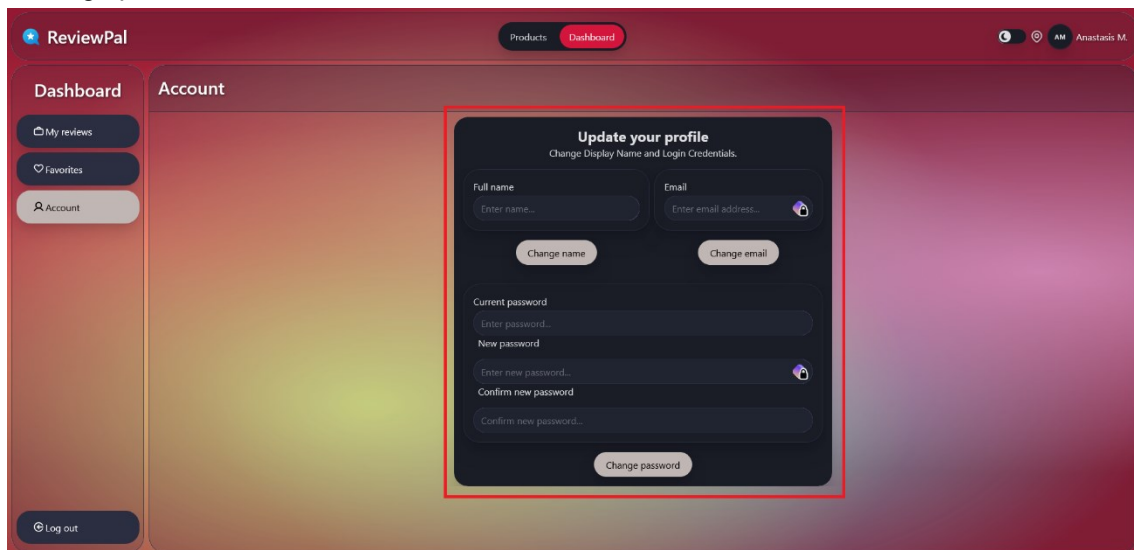 ReviewPal
Products Dashboard
AM Anastasis M.
Dashboard
My reviews
Favorites
Account
Log out
Account
Update your profile
Change Display Name and Login Credentials.
Full name Email
Enter name... Enter email address...
Change name Change email
Current password
Enter password...
New password
Enter new password...
Confirm new password
Confirm new password...
Change password